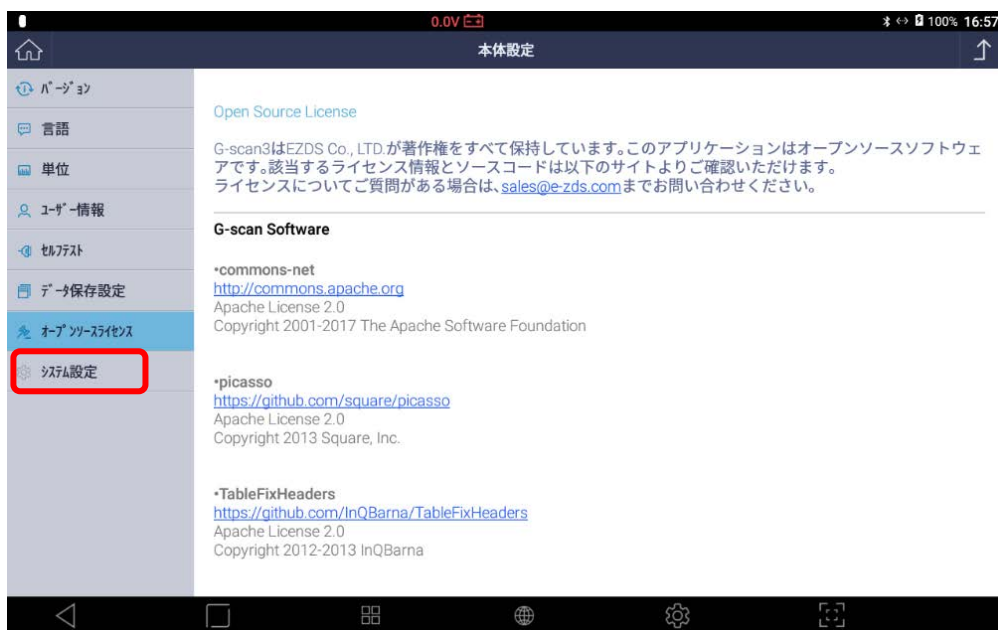 0.0V
100% 16:57
本体設定
ﾊﾞｰｼﾞｮﾝ
言語
単位
ﾕｰｻﾞｰ情報
ｾﾙﾌﾃｽﾄ
ﾃﾞｰﾀ保存設定
ｵｰﾌﾟﾝｿｰｽﾗｲｾﾝｽ
ｼｽﾃﾑ設定
Open Source License
G-scan3はEZDS Co., LTD.が著作権をすべて保持しています。このアプリケーションはオープンソースソフトウェ
アです。該当するライセンス情報とソースコードは以下のサイトよりご確認いただけます。
ライセンスについてご質問がある場合は、sales@e-zds.comまでお問い合わせください。
G-scan Software
•commons-net
http://commons.apache.org
Apache License 2.0
Copyright 2001-2017 The Apache Software Foundation
•picasso
https://github.com/square/picasso
Apache License 2.0
Copyright 2013 Square, Inc.
•TableFixHeaders
https://github.com/InQBarna/TableFixHeaders
Apache License 2.0
Copyright 2012-2013 InQBarna